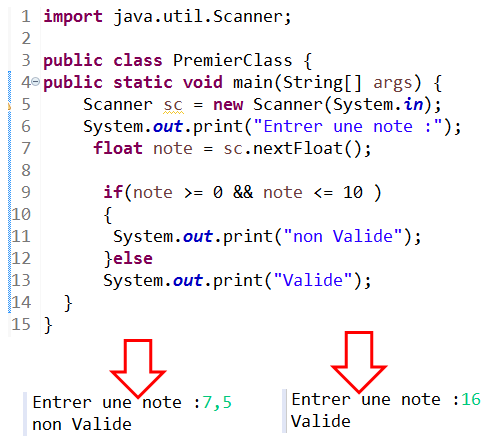 1 import java.util.Scanner;
2
3 public class PremierClass {
4 public static void main(String[] args) {
5 Scanner sc = new Scanner(System.in);
6 System.out.print("Entrer une note :");
7 float note = sc.nextFloat();
8
9 if(note >= 0 && note <= 10 )
10 {
11 System.out.print("non Valide");
12 }else
13 System.out.print("Valide");
14 }
15 }
Entrer une note :7,5
non Valide
Entrer une note :16
Valide